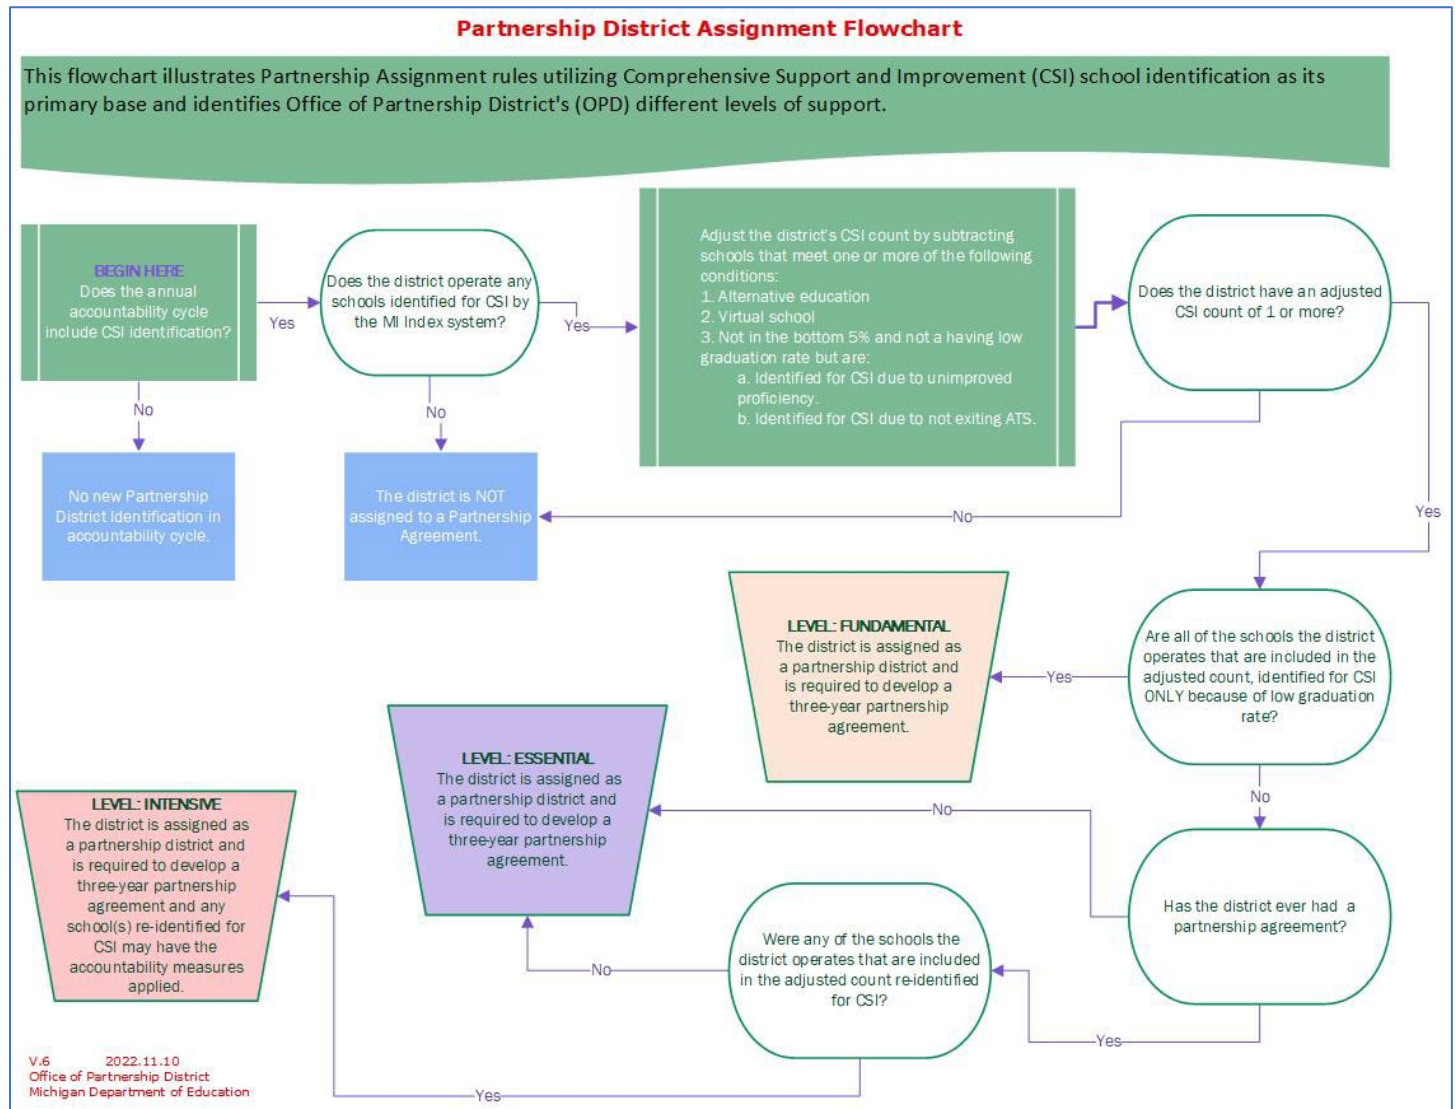 Partnership District Assignment Flowchart
This flowchart illustrates Partnership Assignment rules utilizing Comprehensive Support and Improvement (CSI) school identification as its
primary base and identifies Office of Partnership District's (OPD) different levels of support.
BEGIN HERE
Does the annual
accountability cycle
include CSI identification?
Yes
Does the district operate any
schools identified for CSI by
the MI Index system?
Yes
Adjust the district's CSI count by subtracting
schools that meet one or more of the following
conditions:
1. Alternative education
2. Virtual school
3. Not in the bottom 5% and not a having low
graduation rate but are:
a. Identified for CSI due to unimproved
proficiency.
b. Identified for CSI due to not exiting ATS.
Does the district have an adjusted
CSI count of 1 or more?
No
No
No new Partnership
District Identification in
accountability cycle.
The district is NOT
assigned to a Partnership
Agreement.
No
Yes
Are all of the schools the district
operates that are included in the
adjusted count, identified for CSI
ONLY because of low graduation
rate?
Yes
LEVEL: FUNDAMENTAL
The district is assigned as
a partnership district and
is required to develop a
three-year partnership
agreement.
No
Has the district ever had a
partnership agreement?
No
LEVEL: ESSENTIAL
The district is assigned as
a partnership district and
is required to develop a
three-year partnership
agreement.
Yes
Were any of the schools the
district operates that are included
in the adjusted count re-identified
for CSI?
No
Yes
LEVEL: INTENSIVE
The district is assigned as
a partnership district and
is required to develop a
three-year partnership
agreement and any
school(s) re-identified for
CSI may have the
accountability measures
applied.
V.6 2022.11.10
Office of Partnership District
Michigan Department of Education